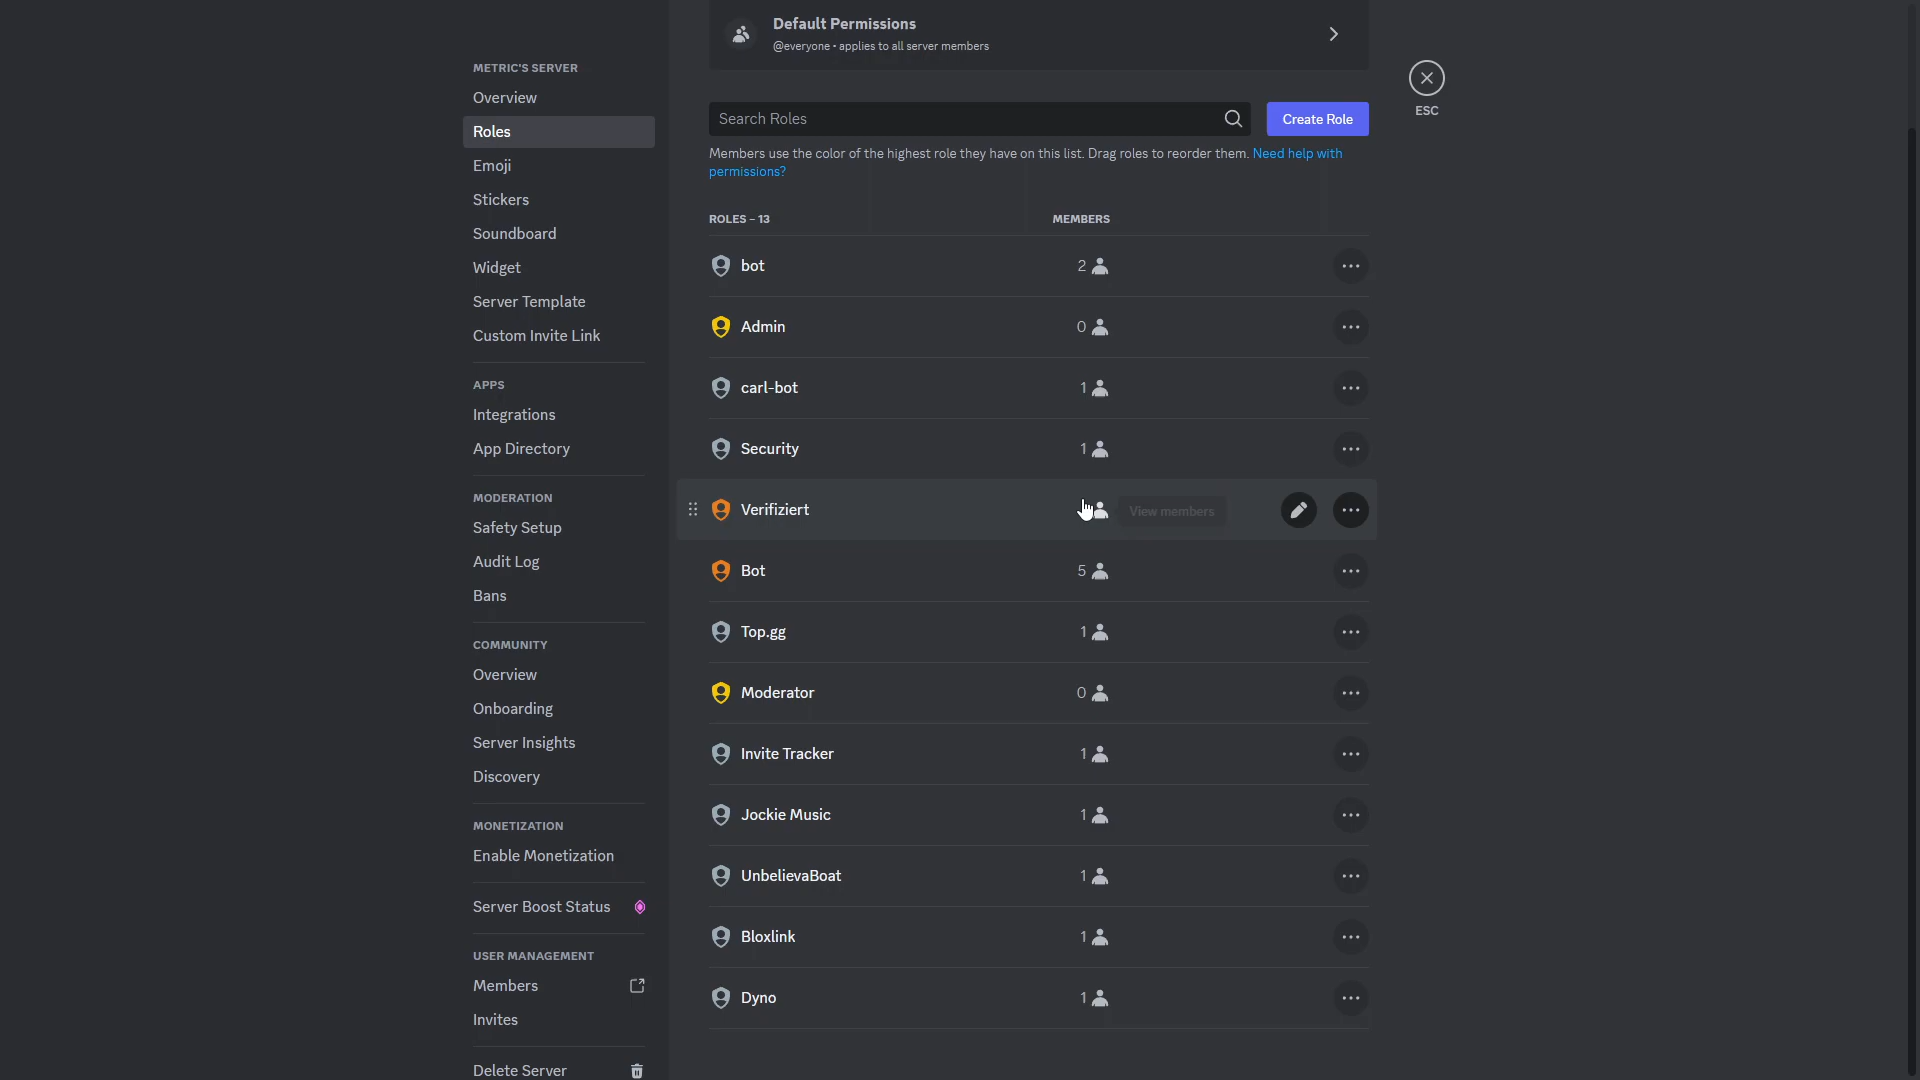 METRIC'S SERVER
Overview
Roles
Emoji
Stickers
Soundboard
Widget
Server Template
Custom Invite Link
APPS
Integrations
App Directory
MODERATION
Safety Setup
Audit Log
Bans
COMMUNITY
Overview
Onboarding
Server Insights
Discovery
MONETIZATION
Enable Monetization
Server Boost Status
USER MANAGEMENT
Members
Invites
Delete Server
Default Permissions
@everyone • applies to all server members
ESC
Search Roles
Create Role
Members use the color of the highest role they have on this list. Drag roles to reorder them. Need help with
permissions?
ROLES – 13 MEMBERS
bot 2
Admin 0
carl-bot 1
Security 1
Verifiziert View members
Bot 5
Top.gg 1
Moderator 0
Invite Tracker 1
Jockie Music 1
UnbelievaBoat 1
Bloxlink 1
Dyno 1